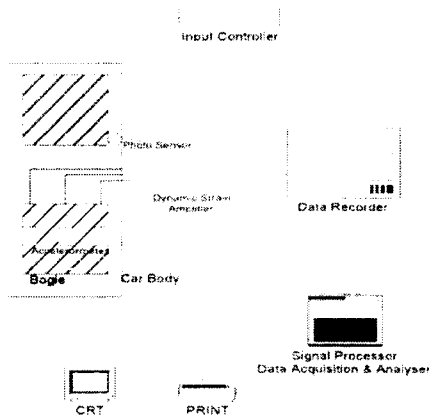 Input Controller
Photo Sensor
Dynamic Strain
Amplifier
Data Recorder
Accelerometer
Bogie
Car Body
Signal Processor
Data Acquisition & Analyser
CRT
PRINT